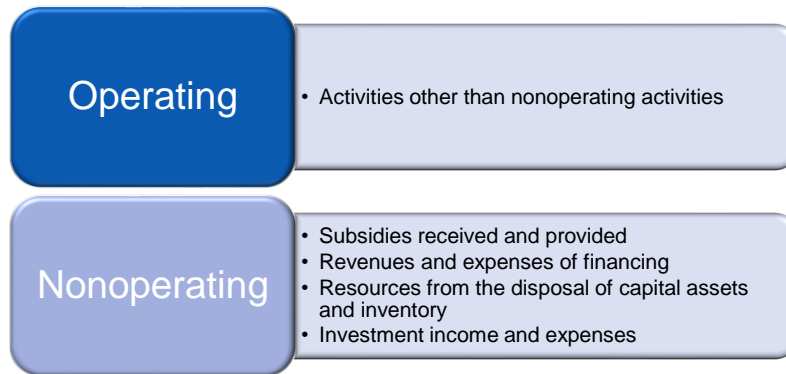 Operating
• Activities other than nonoperating activities
Nonoperating
• Subsidies received and provided
• Revenues and expenses of financing
• Resources from the disposal of capital assets
and inventory
• Investment income and expenses